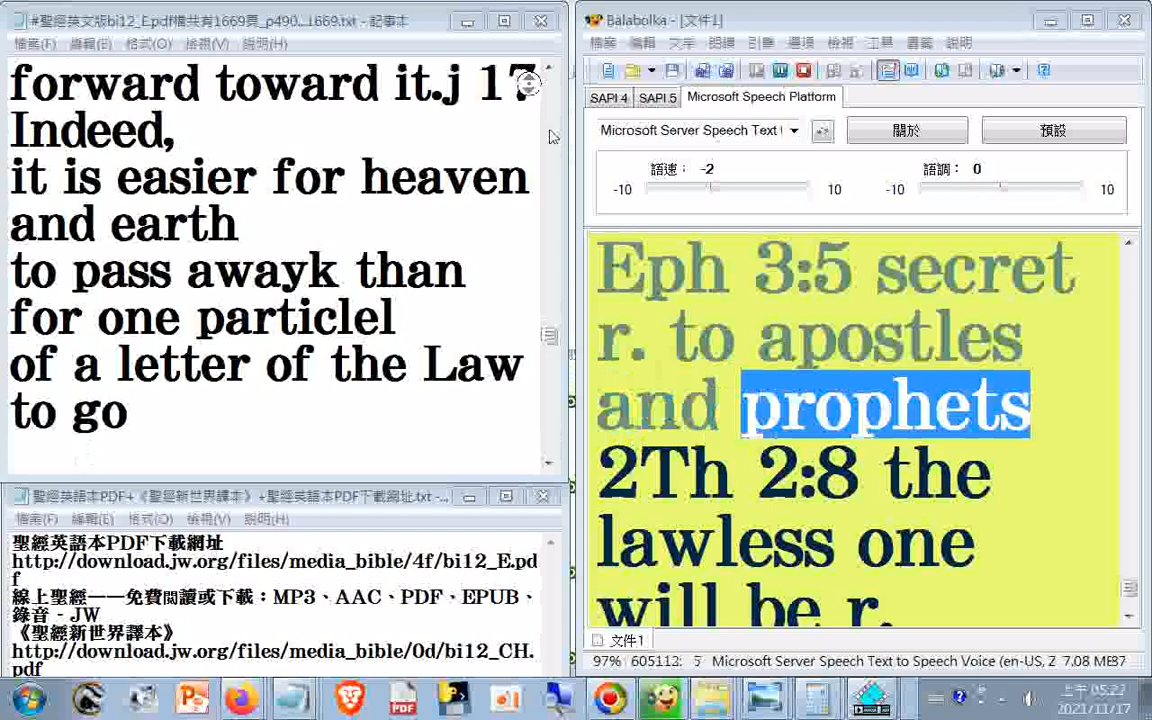 #聖經英文版bi12_E.pdf檔共有1669頁_p490...1669.txt - 記事本
檔案(F) 編輯(E) 格式(O) 檢視(V) 說明(H)
forward toward it.j 17
Indeed,
it is easier for heaven
and earth
to pass awayk than
for one particlel
of a letter of the Law
to go
聖經英語本PDF+《聖經新世界譯本》+聖經英語本PDF下載網址.txt -...
檔案(F) 編輯(E) 格式(O) 檢視(V) 說明(H)
聖經英語本PDF下載網址
http://download.jw.org/files/media_bible/4f/bi12_E.pd
f
線上聖經——免費閱讀或下載：MP3、AAC、PDF、EPUB、
錄音 - JW
《聖經新世界譯本》
http://download.jw.org/files/media_bible/0d/bi12_CH.
pdf
Balabolka - [文件1]
檔案 編輯 文字 朗讀 引擎 選項 檢視 工具 書籤 說明
SAPI 4 SAPI 5 Microsoft Speech Platform
Microsoft Server Speech Text 關於 預設
語速： -2 語調： 0
-10 10 -10 10
Eph 3:5 secret
r. to apostles
and prophets
2Th 2:8 the
lawless one
will be r.
文件1
97% 605112: Microsoft Server Speech Text to Speech Voice (en-US, Z 7.08 MB
PDF
上午 05:22
2021/11/17